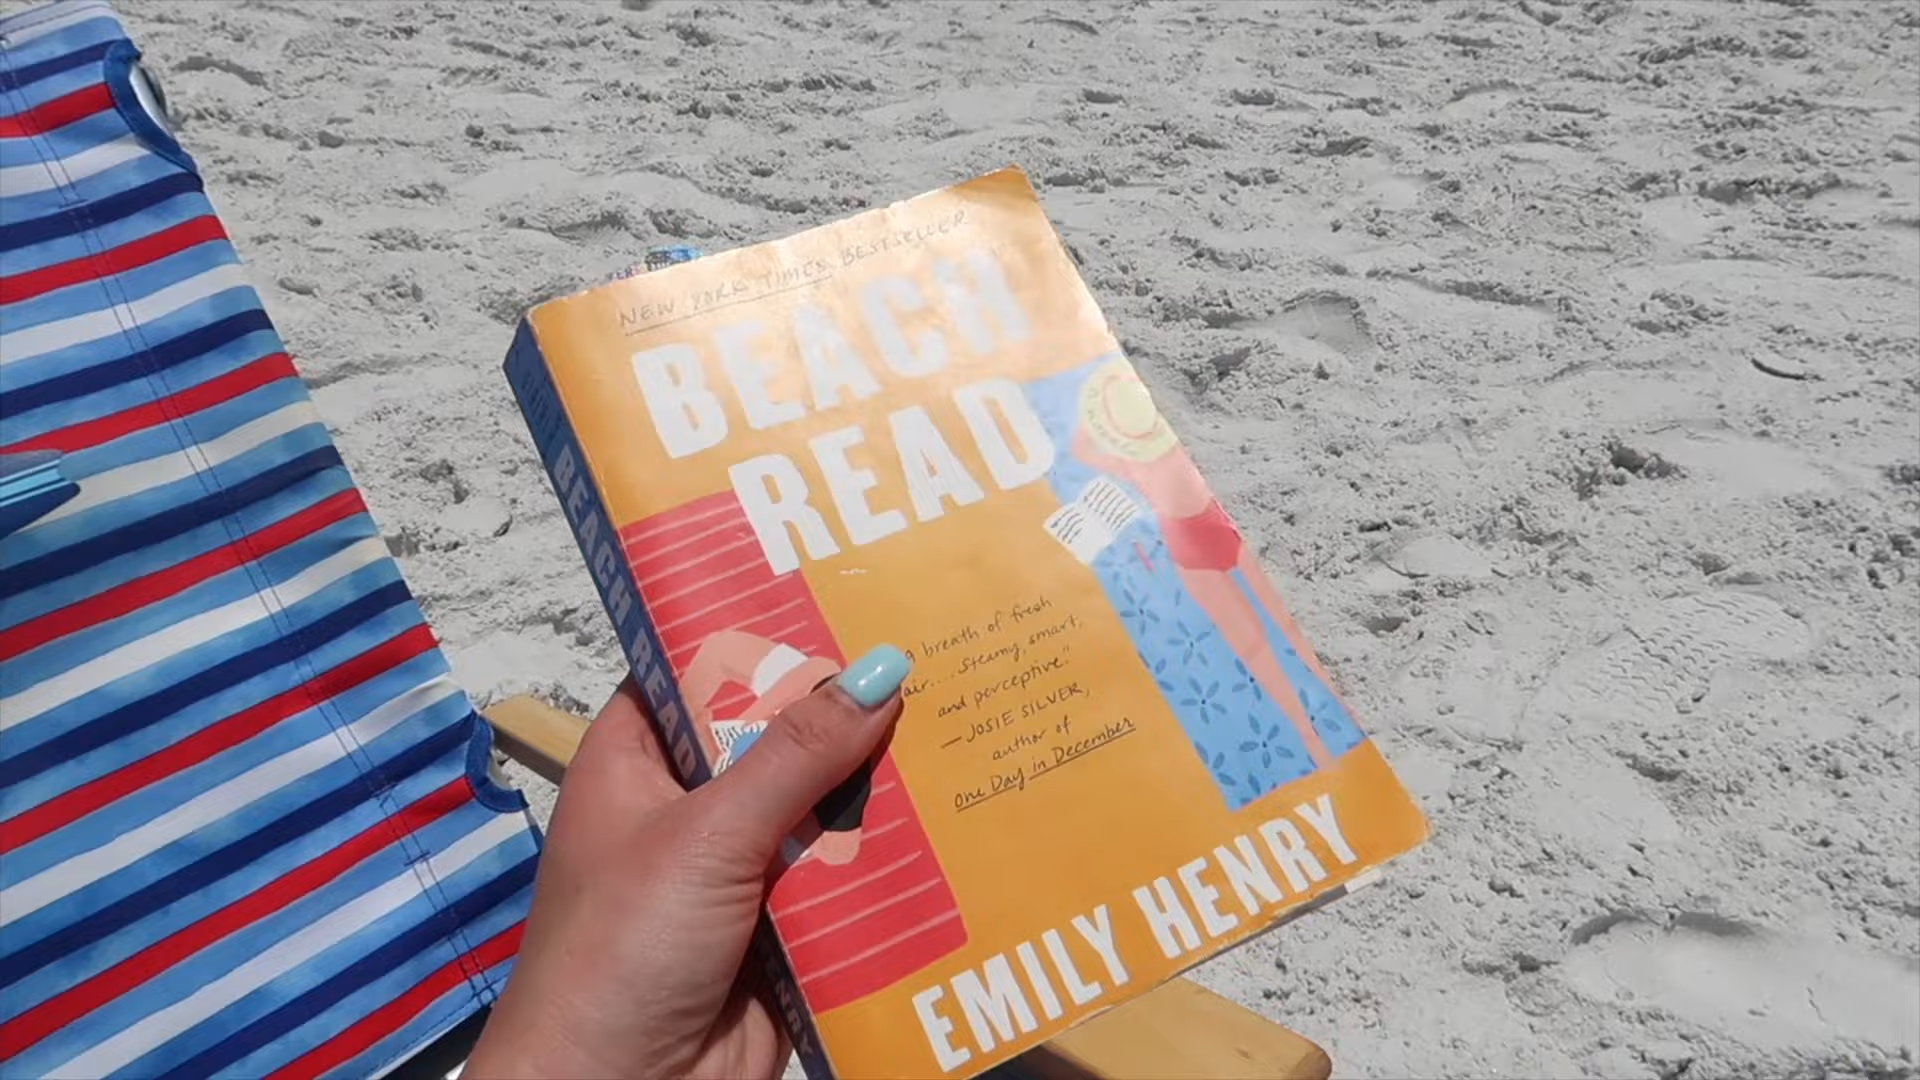 NEW YORK TIMES BESTSELLER
BEACH
READ
a breath of fresh
air.... Steamy, smart,
and perceptive."
— JOSIE SILVER,
author of
One Day in December
EMILY HENRY
BEACH READ